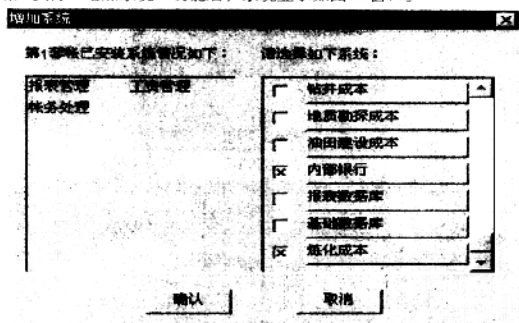 增加系统
第1套帐已安装系统情况如下：
请选择如下系统：
报表管理 工资管理
帐务处理
钻井成本
地质勘探成本
油田建设成本
内部银行
报表数据库
基础数据库
炼化成本
确认
取消